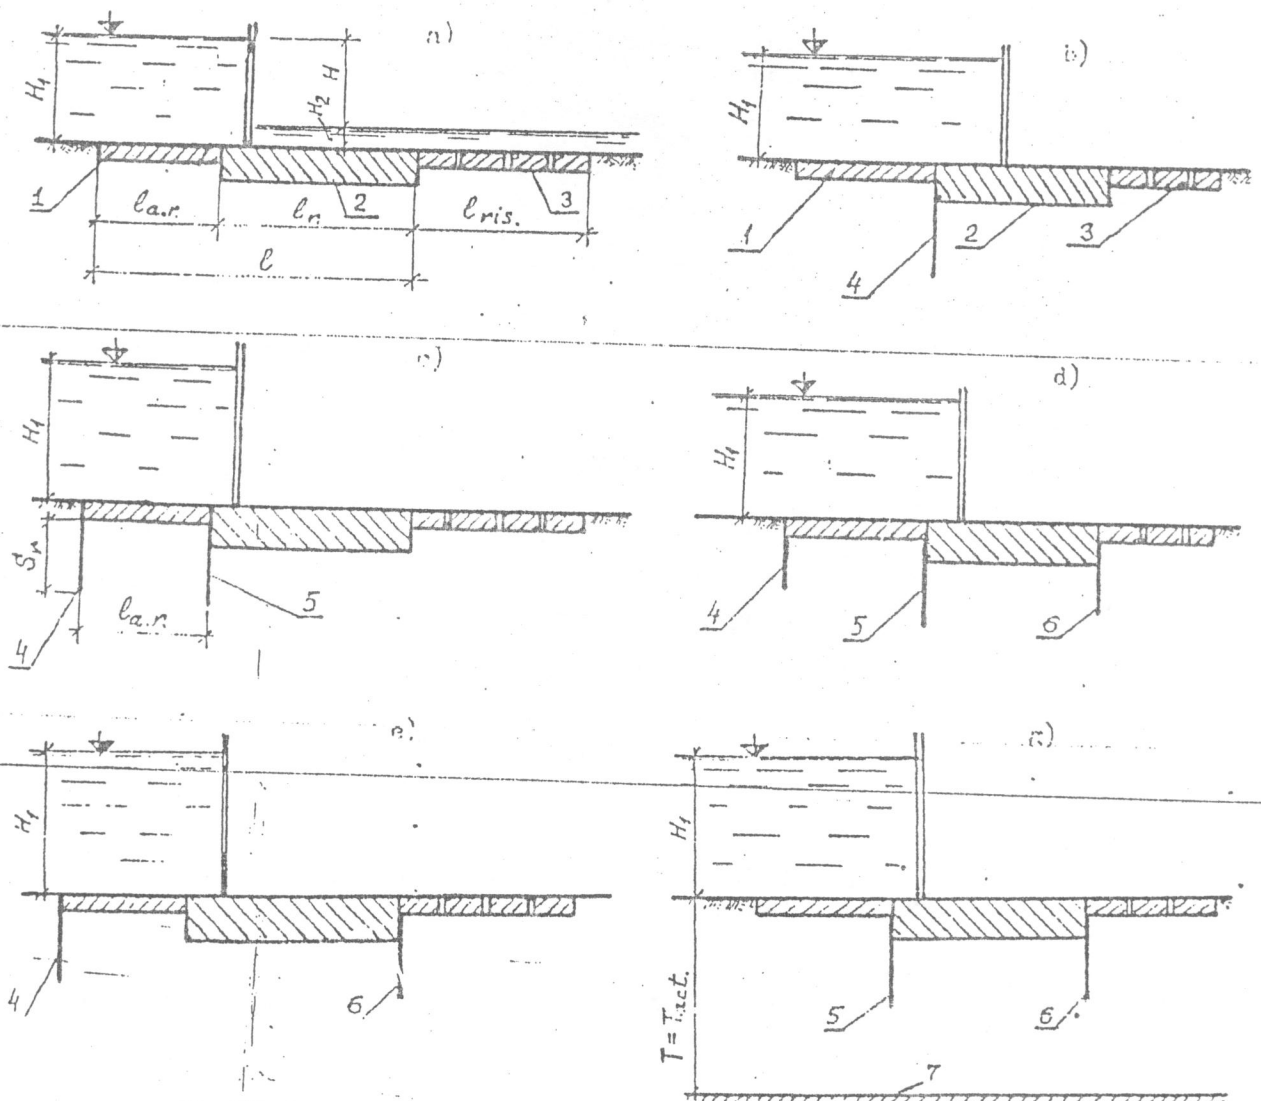 a)
H₁
H
H₂
1
2
3
lₐ.ᵣ.
lᵣ
lᵣᵢₛ.
l
b)
H₁
1
2
3
4
c)
H₁
Sᵣ
lₐ.ᵣ.
4
5
d)
H₁
4
5
6
e)
H₁
4
6
H₁
T = Tact.
5
6
7